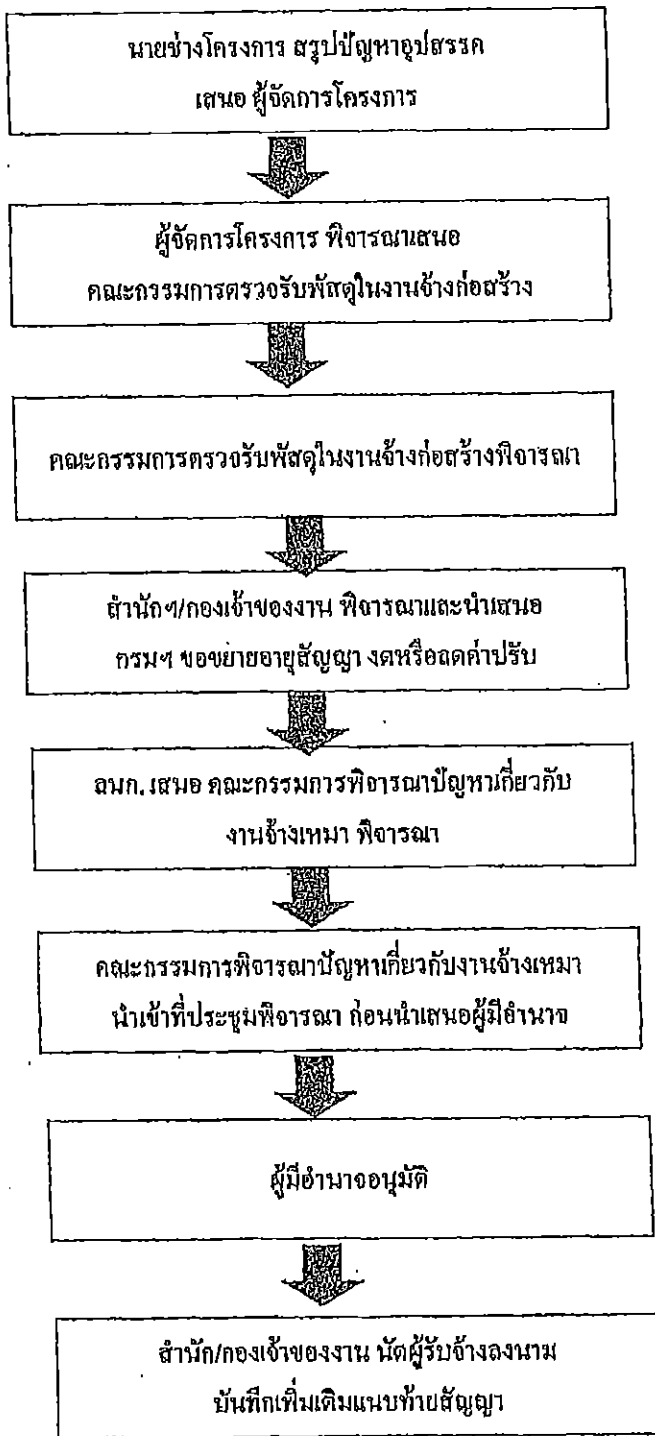 นายช่างโครงการ สรุปปัญหาอุปสรรค
เสนอ ผู้จัดการโครงการ
ผู้จัดการโครงการ พิจารณาเสนอ
คณะกรรมการตรวจรับพัสดุในงานจ้างก่อสร้าง
คณะกรรมการตรวจรับพัสดุในงานจ้างก่อสร้างพิจารณา
สำนักฯ/กองเจ้าของงาน พิจารณาและนำเสนอ
กรมฯ ขอขยายอายุสัญญา งดหรือลดค่าปรับ
ลนก. เสนอ คณะกรรมการพิจารณาปัญหาเกี่ยวกับ
งานจ้างเหมา พิจารณา
คณะกรรมการพิจารณาปัญหาเกี่ยวกับงานจ้างเหมา
นำเข้าที่ประชุมพิจารณา ก่อนนำเสนอผู้มีอำนาจ
ผู้มีอำนาจอนุมัติ
สำนัก/กองเจ้าของงาน นัดผู้รับจ้างลงนาม
บันทึกเพิ่มเติมแนบท้ายสัญญา